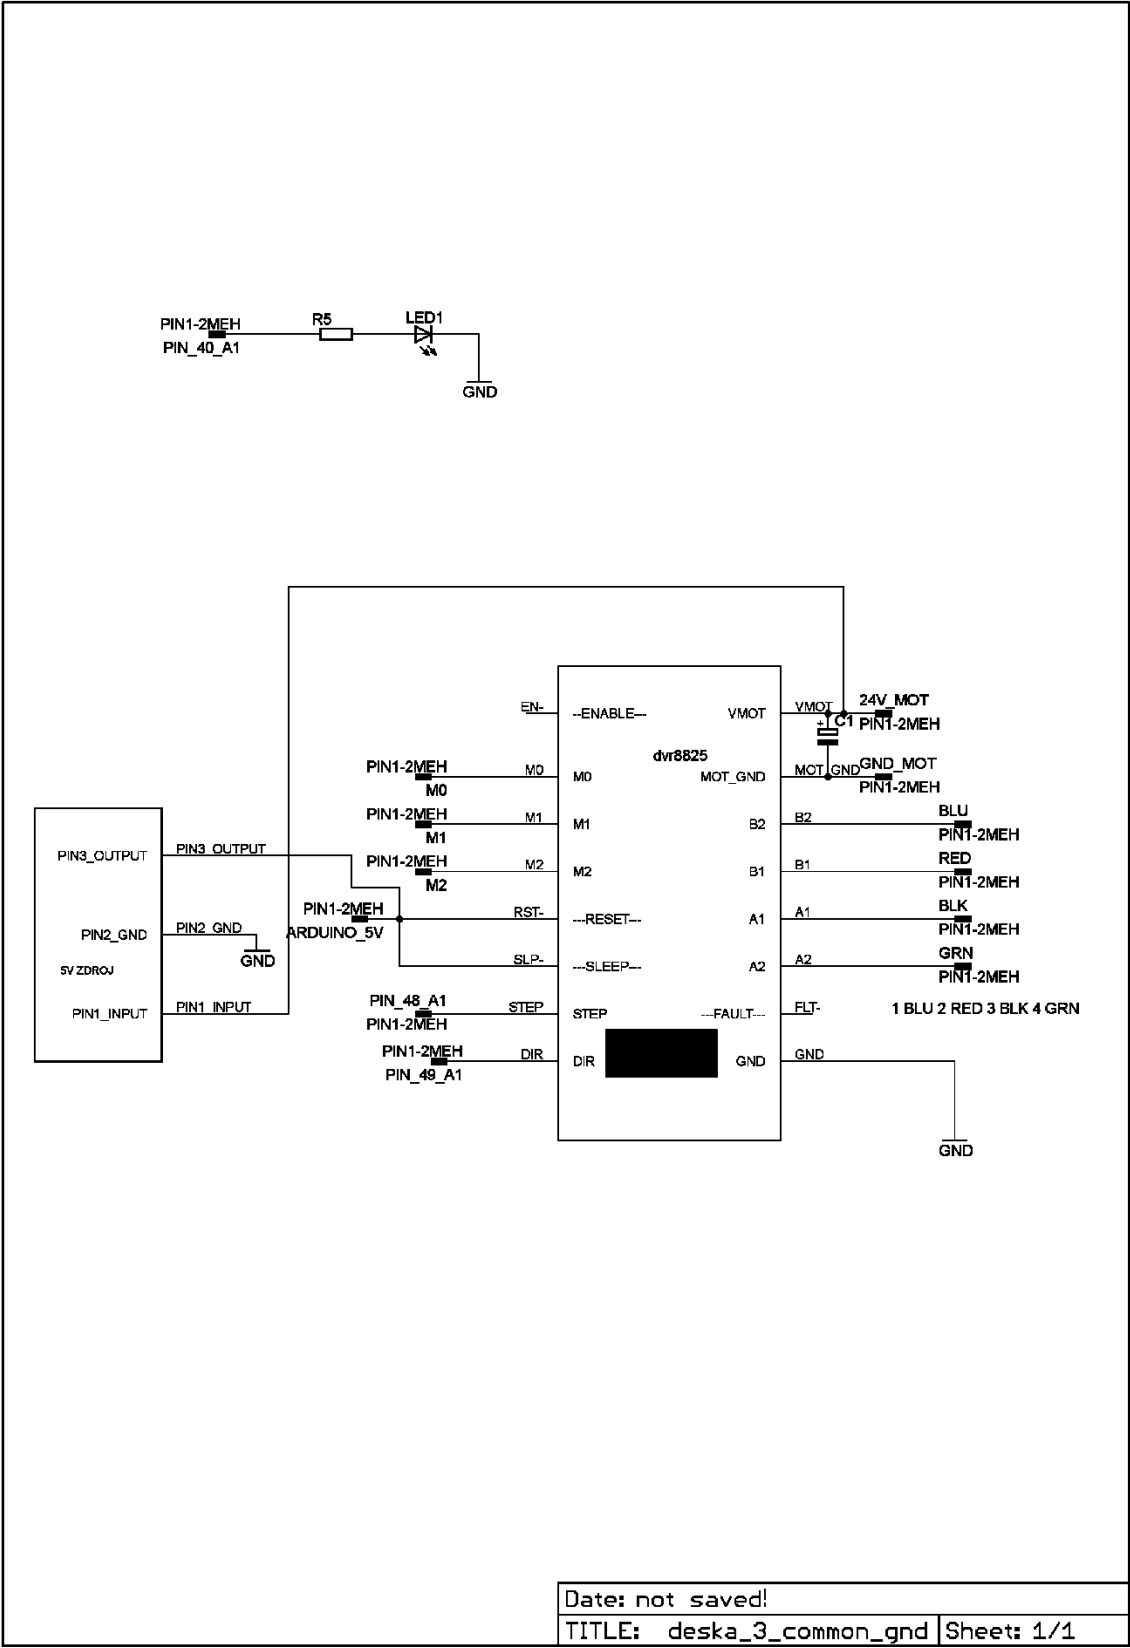 PIN1-2MEH
R5
LED1
PIN_40_A1
GND
24V_MOT
EN-
---ENABLE---
VMOT
VMOT
+
C1
PIN1-2MEH
dvr8825
PIN1-2MEH
M0
M0
M0
MOT_GND
MOT_GND
GND_MOT
PIN1-2MEH
PIN1-2MEH
M1
M1
M1
B2
B2
BLU
PIN1-2MEH
PIN3_OUTPUT
PIN3_OUTPUT
PIN1-2MEH
M2
M2
M2
B1
B1
RED
PIN1-2MEH
PIN1-2MEH
ARDUINO_5V
RST-
---RESET---
A1
A1
BLK
PIN1-2MEH
PIN2_GND
PIN2_GND
GND
5V ZDROJ
SLP-
---SLEEP---
A2
A2
GRN
PIN1-2MEH
PIN1_INPUT
PIN1_INPUT
PIN_48_A1
PIN1-2MEH
STEP
STEP
---FAULT---
FLT-
1 BLU 2 RED 3 BLK 4 GRN
PIN1-2MEH
PIN_49_A1
DIR
DIR
GND
GND
GND
Date: not saved!
TITLE: deska_3_common_gnd
Sheet: 1/1